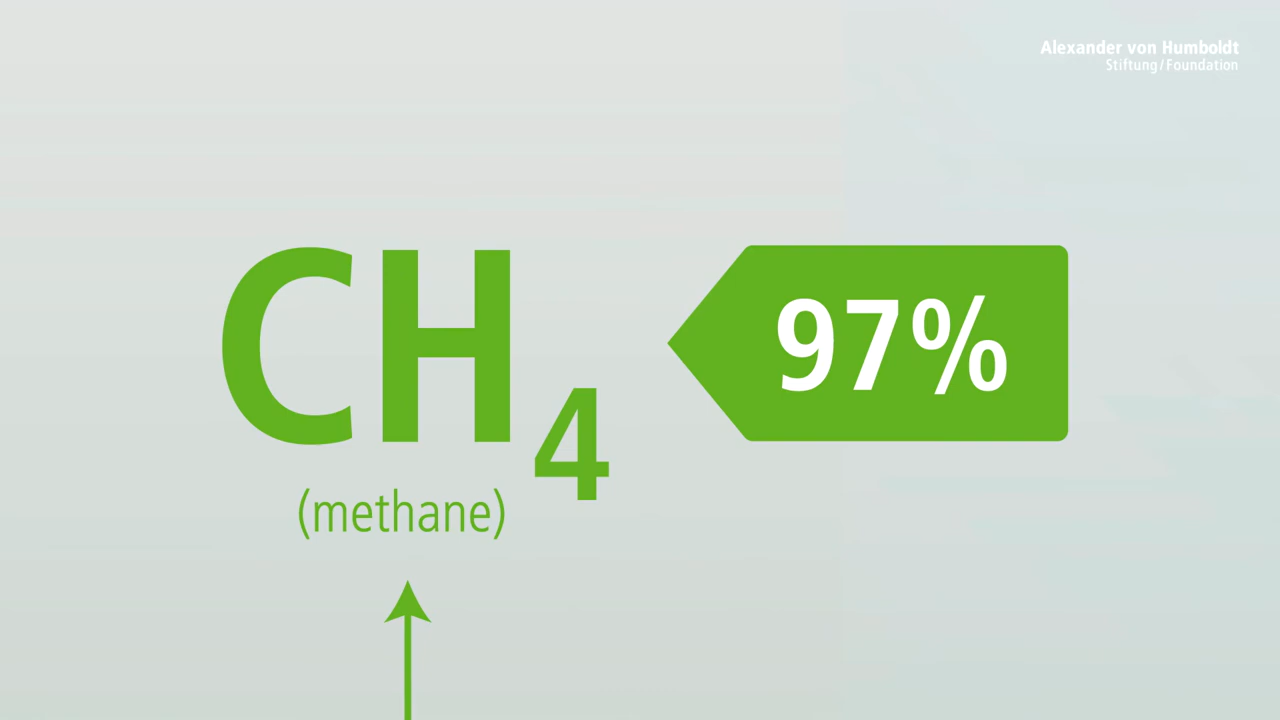 Alexander von Humboldt
Stiftung/Foundation
CH₄
97%
(methane)